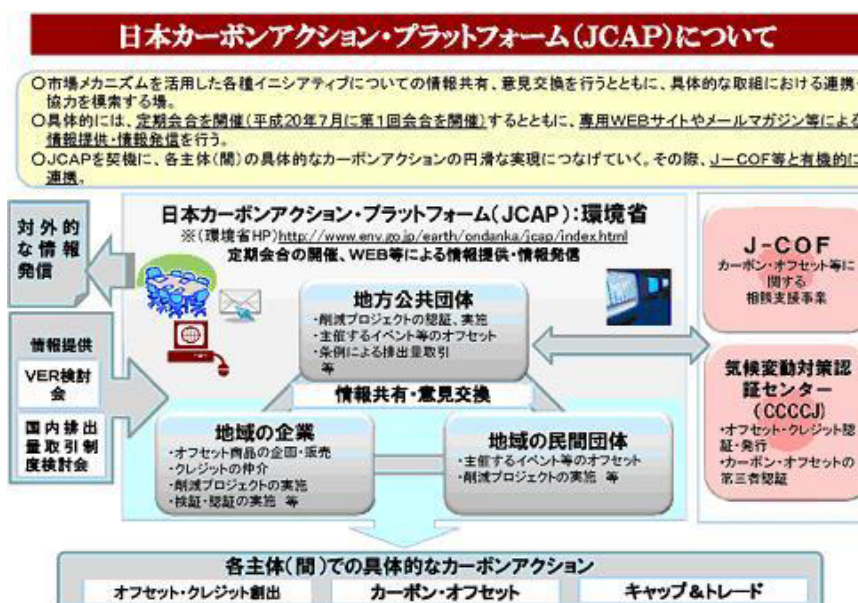 日本カーボンアクション・プラットフォーム(JCAP)について
○市場メカニズムを活用した各種イニシアティブについての情報共有、意見交換を行うとともに、具体的な取組における連携・
協力を模索する場。
○具体的には、定期会合を開催(平成20年7月に第1回会合を開催)するとともに、専用WEBサイトやメールマガジン等による
情報提供・情報発信を行う。
○JCAPを契機に、各主体(間)の具体的なカーボンアクションの円滑な実現につなげていく。その際、J-COF等と有機的に
連携。
対外的
な情報
発信
日本カーボンアクション・プラットフォーム(JCAP):環境省
※(環境省HP)http://www.env.go.jp/earth/ondanka/jcap/index.html
定期会合の開催、WEB等による情報提供・情報発信
地方公共団体
・削減プロジェクトの認証、実施
・主催するイベント等のオフセット
・条例による排出量取引
等
情報共有・意見交換
地域の企業
・オフセット商品の企画・販売
・クレジットの仲介
・削減プロジェクトの実施
・検証・認証の実施 等
地域の民間団体
・主催するイベント等のオフセット
・削減プロジェクトの実施 等
情報提供
VER検討
会
国内排出
量取引制
度検討会
J-COF
カーボン・オフセット等に
関する
相談支援事業
気候変動対策認
証センター
(CCCCJ)
・オフセット・クレジット認
証・発行
・カーボン・オフセットの
第三者認証
各主体(間)での具体的なカーボンアクション
オフセット・クレジット創出
カーボン・オフセット
キャップ&トレード